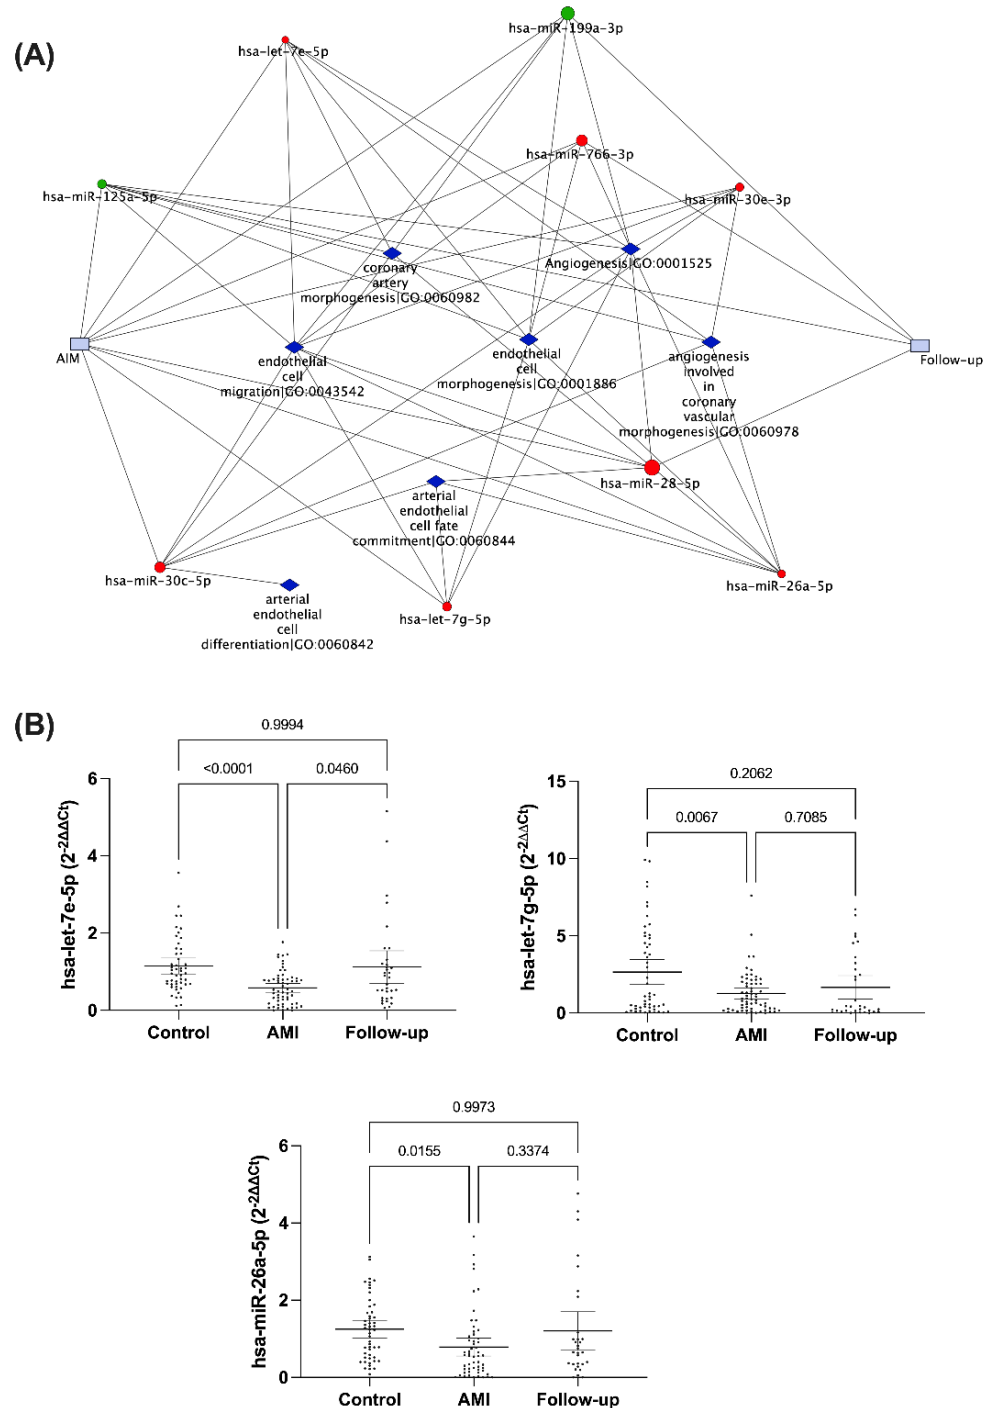 (A)
hsa-miR-199a-3p
hsa-let-7e-5p
hsa-miR-766-3p
hsa-miR-125a-5p
hsa-miR-30e-3p
coronary
artery
morphogenesis|GO:0060982
Angiogenesis|GO:0001525
AIM
endothelial
cell
migration|GO:0043542
endothelial
cell
morphogenesis|GO:0001886
angiogenesis
involved
in
coronary
vascular
morphogenesis|GO:0060978
Follow-up
hsa-miR-28-5p
arterial
endothelial
cell fate
commitment|GO:0060844
hsa-miR-30c-5p
hsa-miR-26a-5p
arterial
endothelial
cell
differentiation|GO:0060842
hsa-let-7g-5p
(B)
0.9994
<0.0001
0.0460
hsa-let-7e-5p (2^-2ΔΔCt)
6
4
2
0
Control
AMI
Follow-up
0.2062
0.0067
0.7085
hsa-let-7g-5p (2^-2ΔΔCt)
15
10
5
0
Control
AMI
Follow-up
0.9973
0.0155
0.3374
hsa-miR-26a-5p (2^-2ΔΔCt)
6
4
2
0
Control
AMI
Follow-up